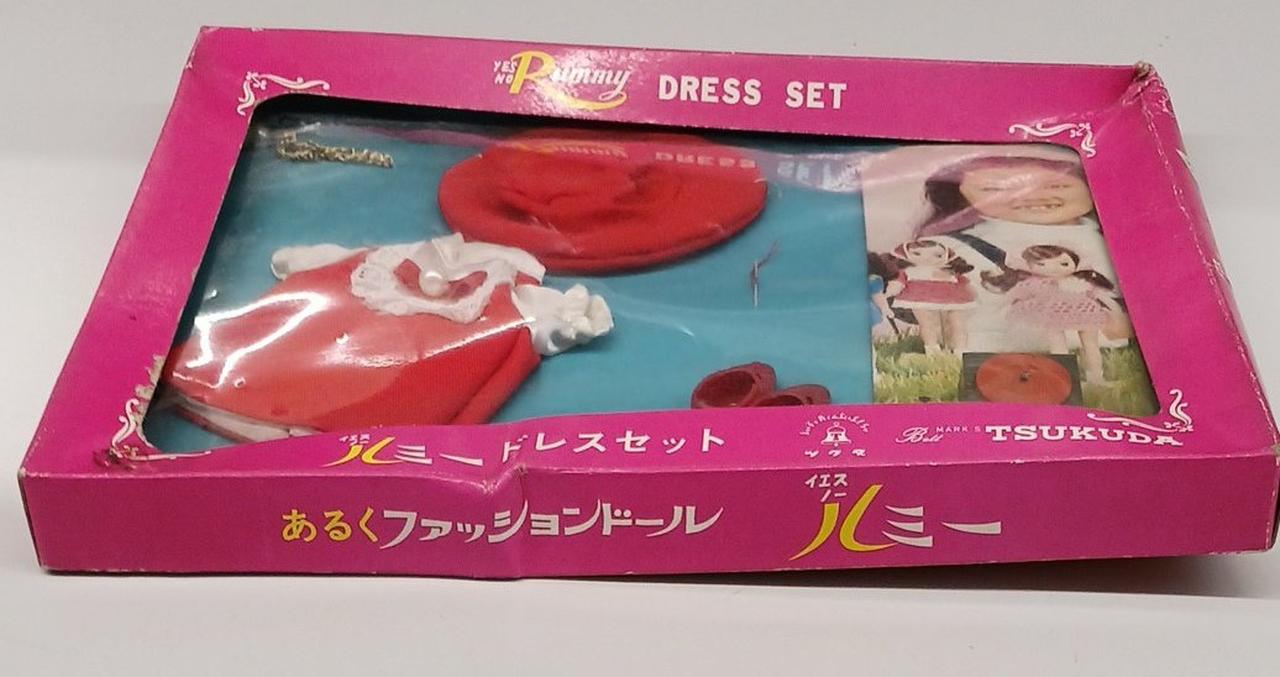 YES NO Rummy DRESS SET
イエス
ルミードレスセット
ツクダ
Bell MARK'S TSUKUDA
あるくファッションドール
イエス
ノー
ルミー